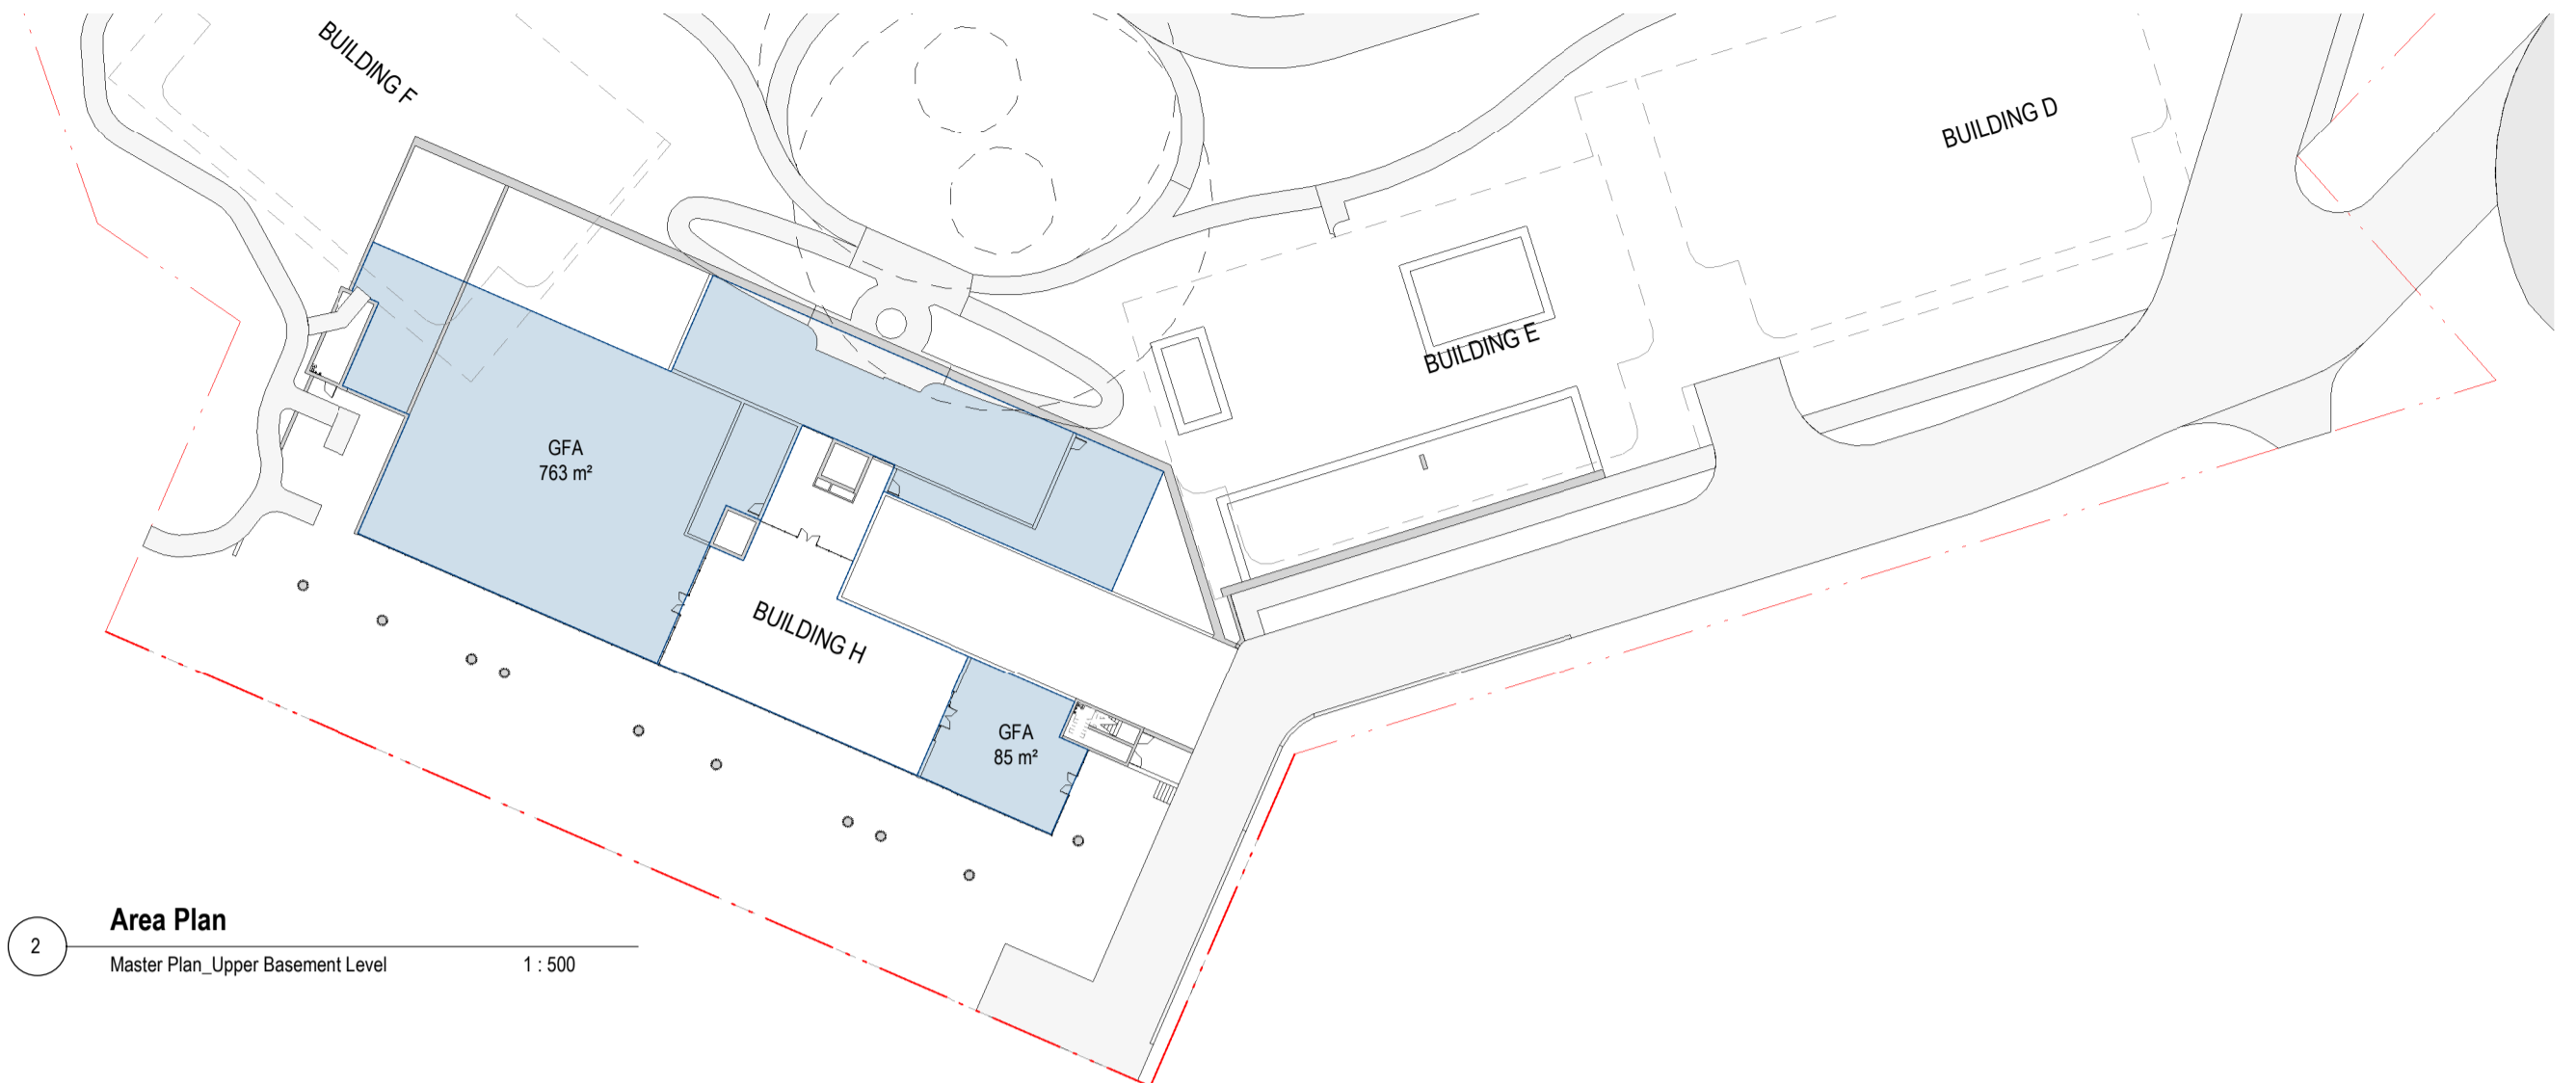 BUILDING F
BUILDING D
BUILDING E
GFA
763 m²
BUILDING H
GFA
85 m²
2
Area Plan
Master Plan_Upper Basement Level
1 : 500